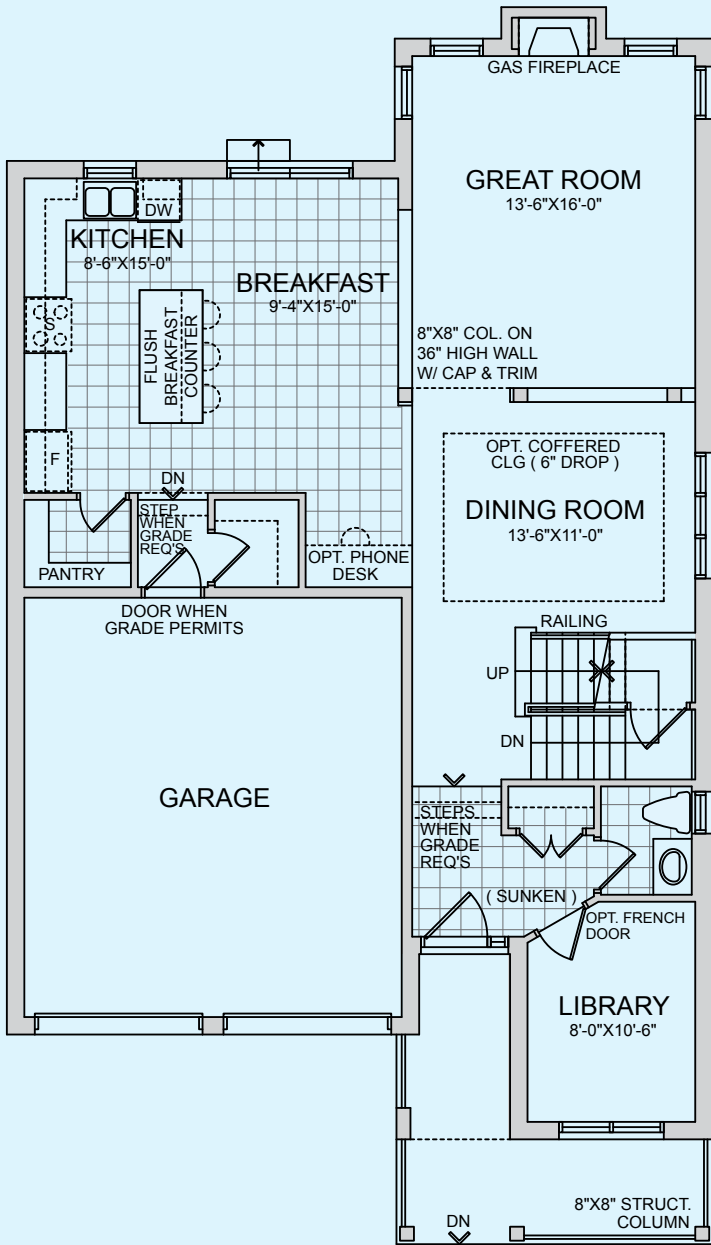 GAS FIREPLACE
GREAT ROOM
13'-6"X16'-0"
DW
KITCHEN
8'-6"X15'-0"
BREAKFAST
9'-4"X15'-0"
S
FLUSH
BREAKFAST
COUNTER
8"X8" COL. ON
36" HIGH WALL
W/ CAP & TRIM
F
DN
STEP
WHEN
GRADE
REQ'S
PANTRY
OPT. PHONE
DESK
OPT. COFFERED
CLG ( 6" DROP )
DINING ROOM
13'-6"X11'-0"
DOOR WHEN
GRADE PERMITS
RAILING
UP
DN
GARAGE
STEPS
WHEN
GRADE
REQ'S
( SUNKEN )
OPT. FRENCH
DOOR
LIBRARY
8'-0"X10'-6"
8"X8" STRUCT.
COLUMN
DN